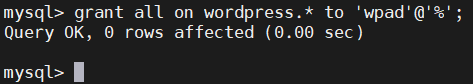 mysql> grant all on wordpress.* to 'wpad'@'%';
Query OK, 0 rows affected (0.00 sec)
mysql>